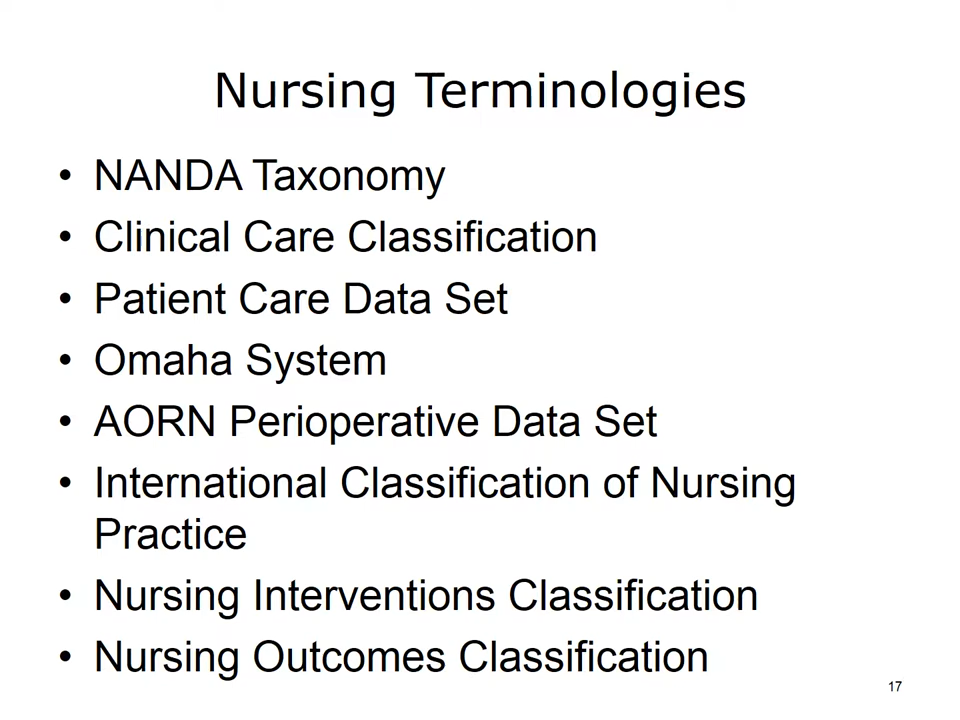 Nursing Terminologies
• NANDA Taxonomy
• Clinical Care Classification
• Patient Care Data Set
• Omaha System
• AORN Perioperative Data Set
• International Classification of Nursing
Practice
• Nursing Interventions Classification
• Nursing Outcomes Classification
17